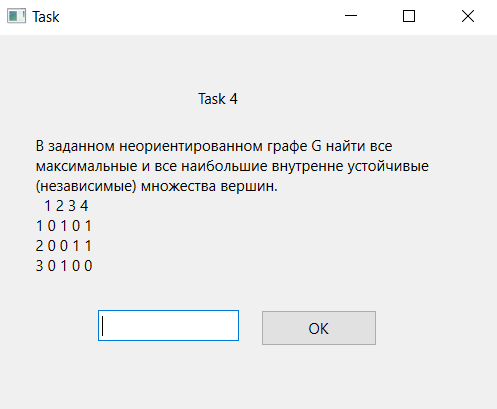 Task
Task 4
В заданном неориентированном графе G найти все
максимальные и все наибольшие внутренне устойчивые
(независимые) множества вершин.
1 2 3 4
1 0 1 0 1
2 0 0 1 1
3 0 1 0 0
OK